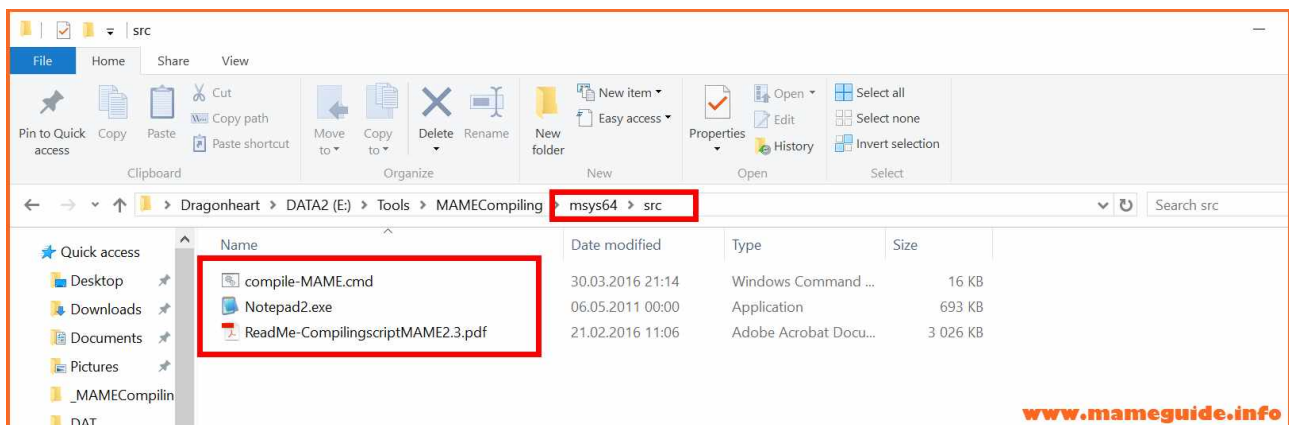 src
File Home Share View
Pin to Quick access
Copy
Paste
Cut
Copy path
Paste shortcut
Clipboard
Move to
Copy to
Delete
Rename
Organize
New folder
New item
Easy access
New
Properties
Open
Edit
History
Open
Select all
Select none
Invert selection
Select
Dragonheart > DATA2 (E:) > Tools > MAMECompiling > msys64 > src
Search src
Quick access
Desktop
Downloads
Documents
Pictures
_MAMECompilin
DAT
Name Date modified Type Size
compile-MAME.cmd 30.03.2016 21:14 Windows Command ... 16 KB
Notepad2.exe 06.05.2011 00:00 Application 693 KB
ReadMe-CompilingscriptMAME2.3.pdf 21.02.2016 11:06 Adobe Acrobat Docu... 3 026 KB
www.mameguide.info